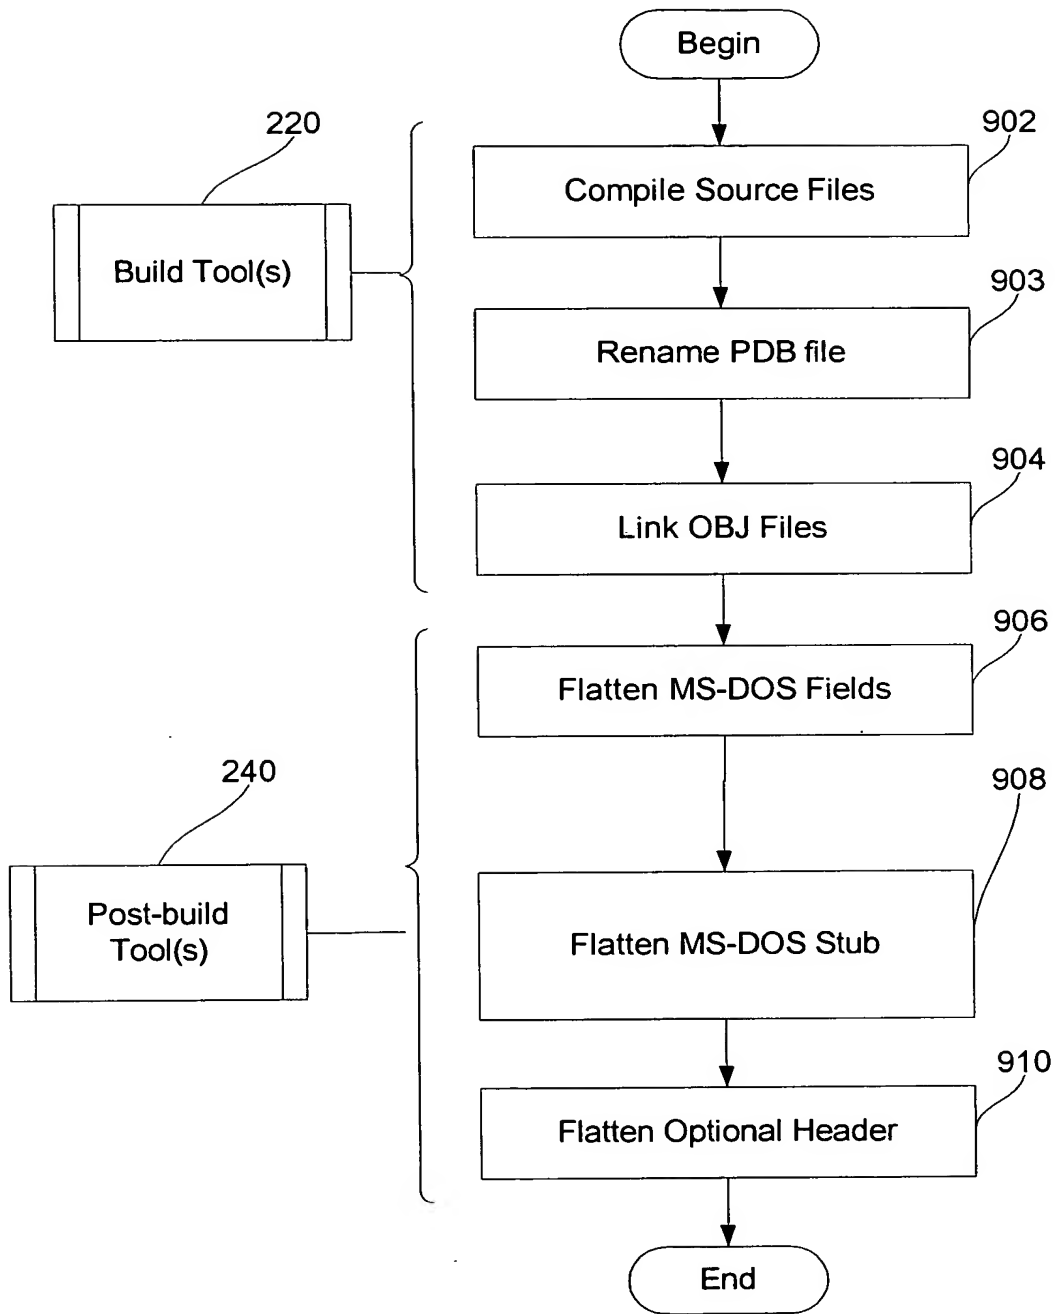 Begin
220
902
Compile Source Files
Build Tool(s)
903
Rename PDB file
904
Link OBJ Files
906
Flatten MS-DOS Fields
240
908
Post-build
Tool(s)
Flatten MS-DOS Stub
910
Flatten Optional Header
End